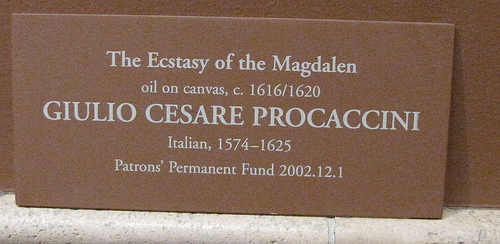 The Ecstasy of the Magdalen
oil on canvas, c. 1616/1620
GIULIO CESARE PROCACCINI
Italian, 1574–1625
Patrons' Permanent Fund 2002.12.1